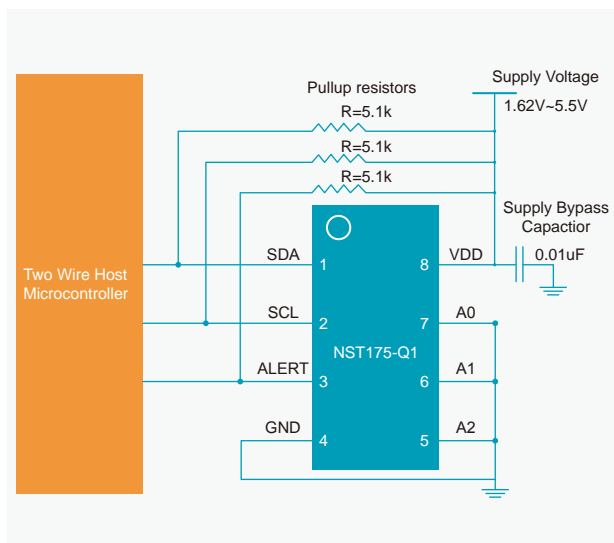 Supply Voltage
1.62V~5.5V
Pullup resistors
R=5.1k
R=5.1k
R=5.1k
Supply Bypass
Capactior
0.01uF
Two Wire Host
Microcontroller
SDA
1
8
VDD
SCL
2
7
A0
NST175-Q1
ALERT
3
6
A1
GND
4
5
A2